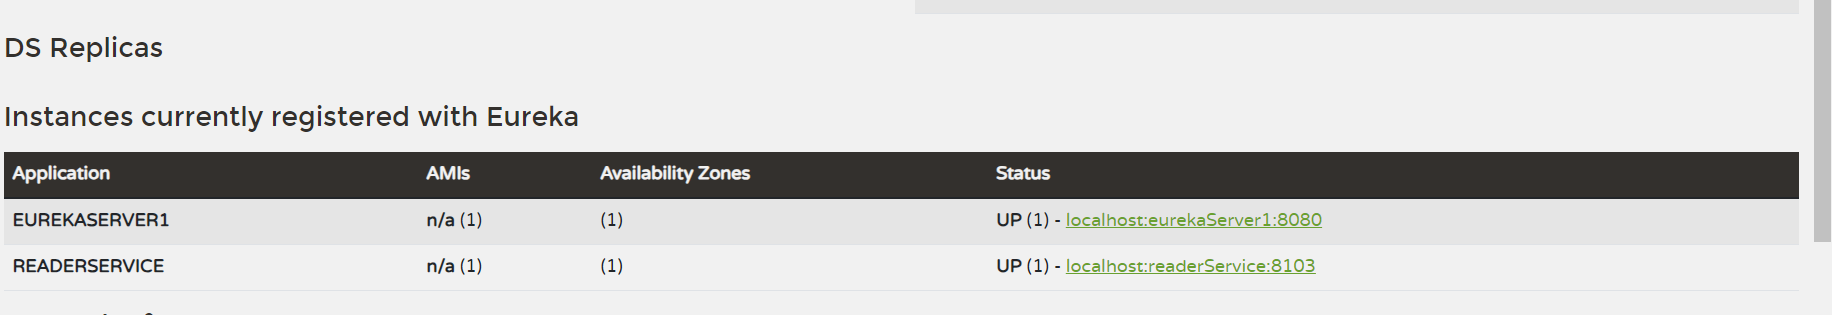 DS Replicas
Instances currently registered with Eureka
Application AMIs Availability Zones Status
EUREKASERVER1 n/a (1) (1) UP (1) - localhost:eurekaServer1:8080
READERSERVICE n/a (1) (1) UP (1) - localhost:readerService:8103